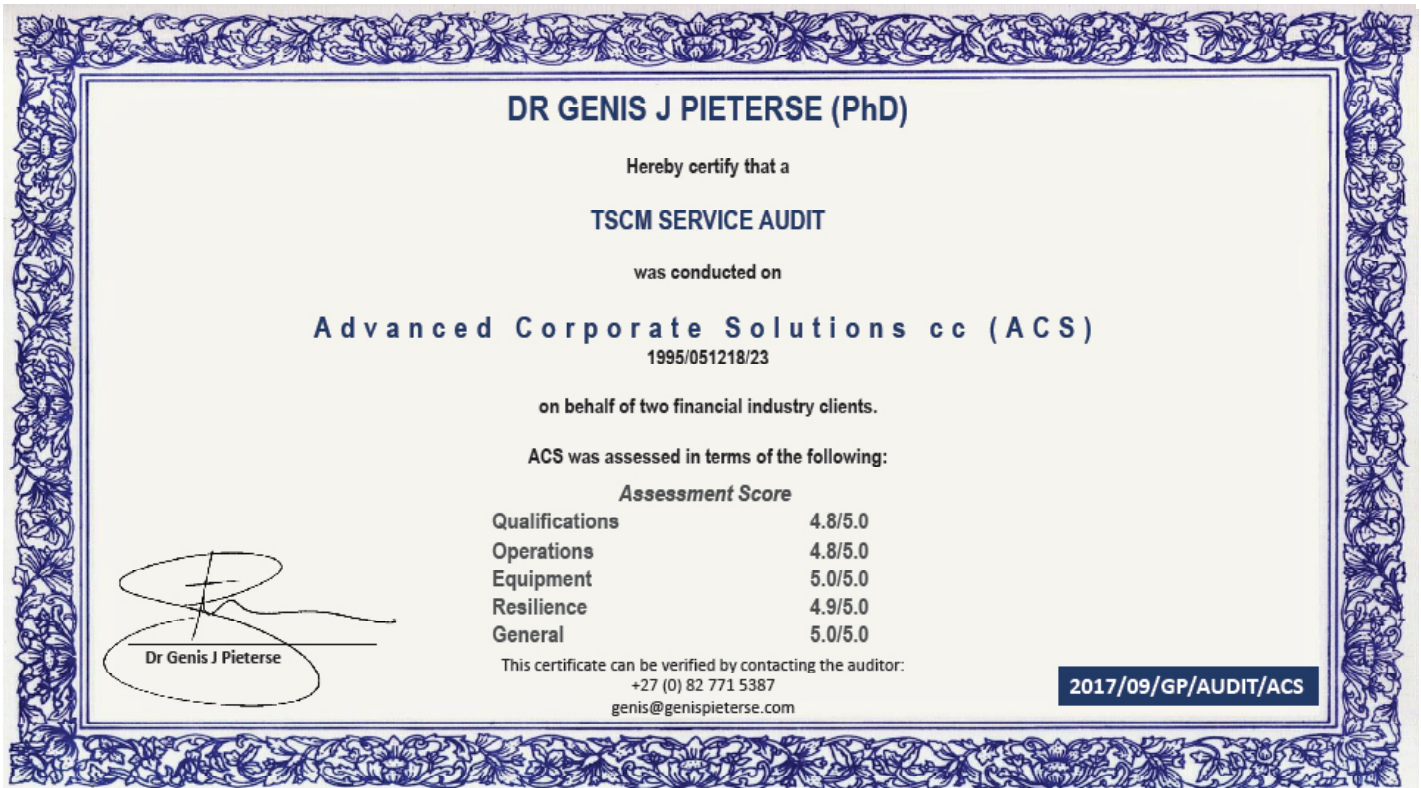 DR GENIS J PIETERSE (PhD)
Hereby certify that a
TSCM SERVICE AUDIT
was conducted on
Advanced Corporate Solutions cc (ACS)
1995/051218/23
on behalf of two financial industry clients.
ACS was assessed in terms of the following:
Assessment Score
Qualifications 4.8/5.0
Operations 4.8/5.0
Equipment 5.0/5.0
Resilience 4.9/5.0
General 5.0/5.0
Dr Genis J Pieterse
This certificate can be verified by contacting the auditor:
+27 (0) 82 771 5387
genis@genispieterse.com
2017/09/GP/AUDIT/ACS